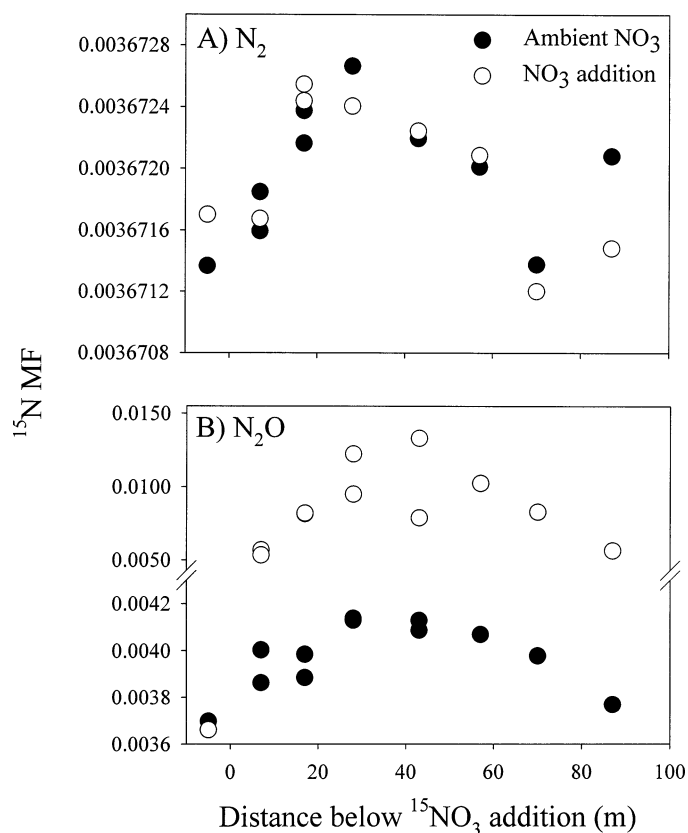 A) N₂
Ambient NO₃
NO₃ addition
0.0036728
0.0036724
0.0036720
0.0036716
0.0036712
0.0036708
¹⁵N MF
B) N₂O
0.0150
0.0100
0.0050
0.0042
0.0040
0.0038
0.0036
0 20 40 60 80 100
Distance below ¹⁵NO₃ addition (m)